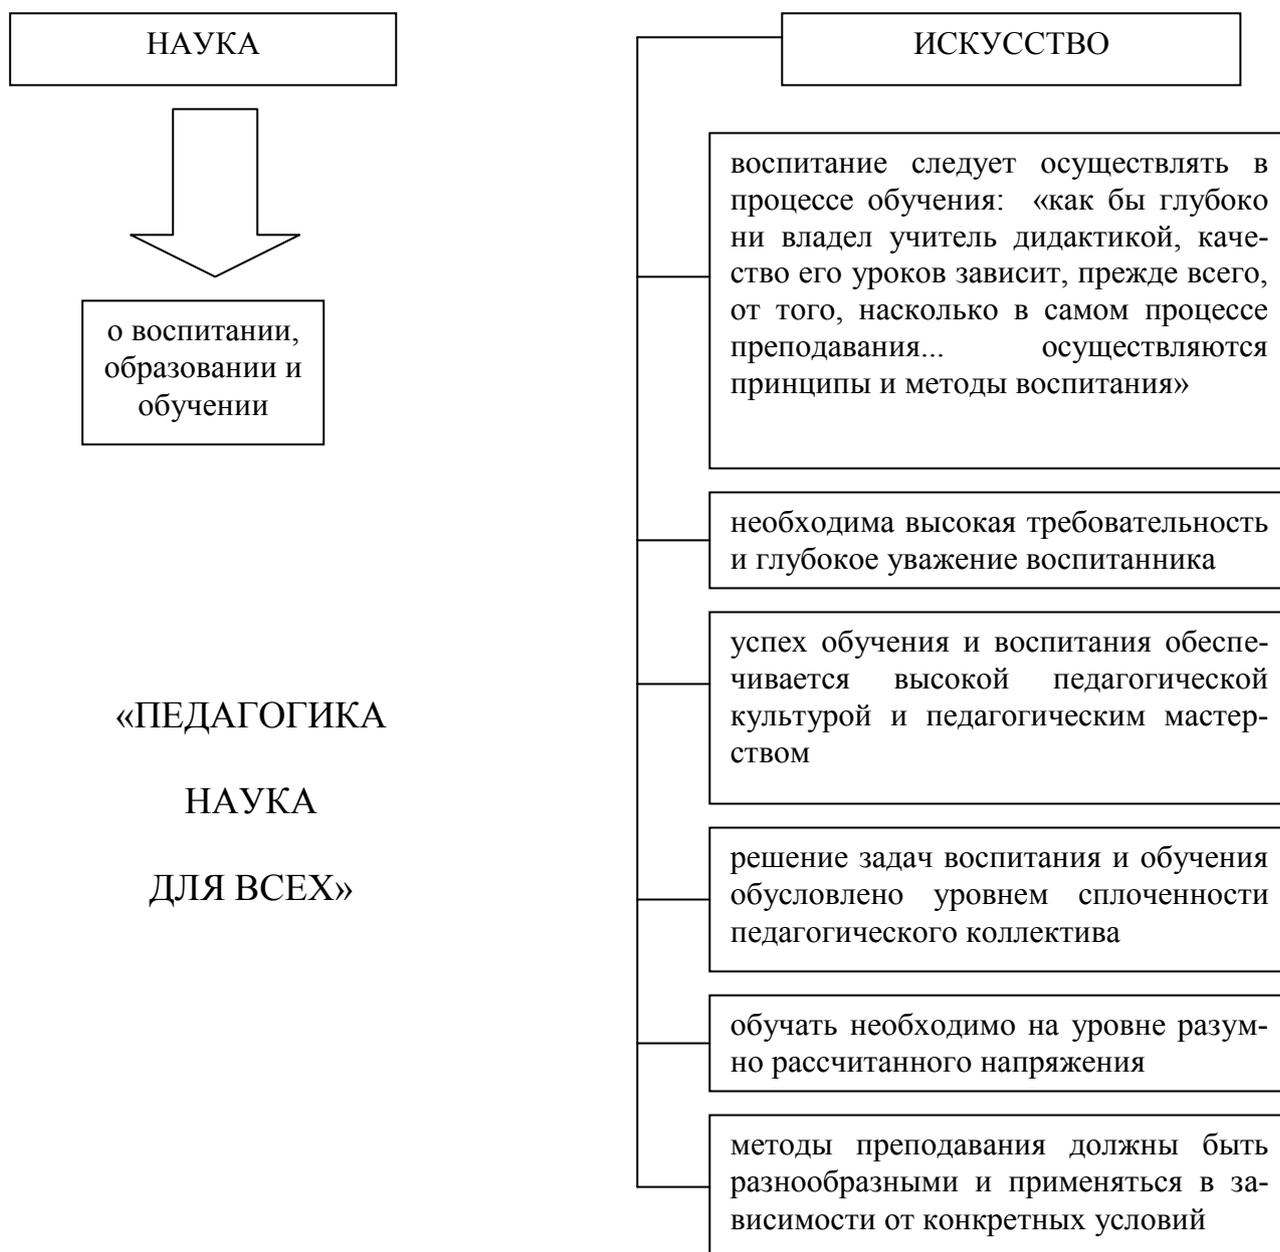 НАУКА
о воспитании,
образовании и
обучении
«ПЕДАГОГИКА
НАУКА
ДЛЯ ВСЕХ»
ИСКУССТВО
воспитание следует осуществлять в
процессе обучения: «как бы глубоко
ни владел учитель дидактикой, каче-
ство его уроков зависит, прежде всего,
от того, насколько в самом процессе
преподавания... осуществляются
принципы и методы воспитания»
необходима высокая требовательность
и глубокое уважение воспитанника
успех обучения и воспитания обеспе-
чивается высокой педагогической
культурой и педагогическим мастер-
ством
решение задач воспитания и обучения
обусловлено уровнем сплоченности
педагогического коллектива
обучать необходимо на уровне разум-
но рассчитанного напряжения
методы преподавания должны быть
разнообразными и применяться в за-
висимости от конкретных условий